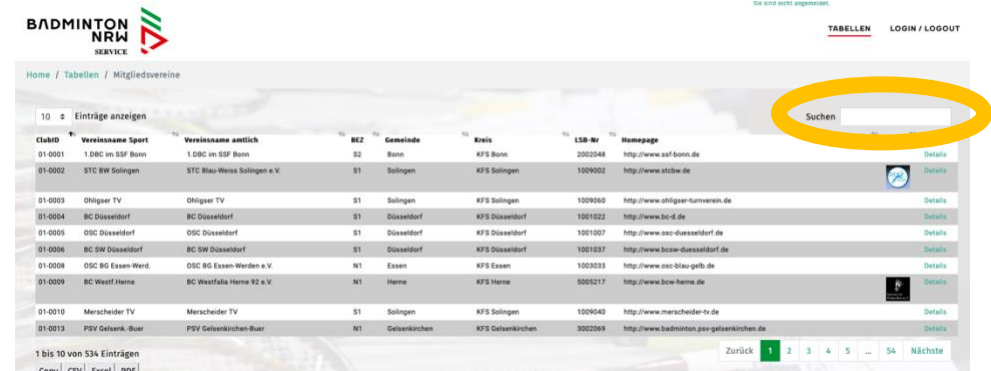 Sie sind nicht angemeldet.
BADMINTON
NRW
SERVICE
TABELLEN LOGIN / LOGOUT
Home / Tabellen / Mitgliedsvereine
10 Einträge anzeigen Suchen
ClubID Vereinsname Sport Vereinsname amtlich BEZ Gemeinde Kreis LSB-Nr Homepage
01-0001 1.DBC im SSF Bonn 1.DBC im SSF Bonn S2 Bonn KFS Bonn 2002048 http://www.ssf-bonn.de Details
01-0002 STC BW Solingen STC Blau-Weiss Solingen e.V. S1 Solingen KFS Solingen 1009002 http://www.stcbw.de Details
01-0003 Ohligser TV Ohligser TV S1 Solingen KFS Solingen 1009060 http://www.ohligser-turnverein.de Details
01-0004 BC Düsseldorf BC Düsseldorf S1 Düsseldorf KFS Düsseldorf 1001022 http://www.bc-d.de Details
01-0005 OSC Düsseldorf OSC Düsseldorf S1 Düsseldorf KFS Düsseldorf 1001007 http://www.osc-duesseldorf.de Details
01-0006 BC SW Düsseldorf BC SW Düsseldorf S1 Düsseldorf KFS Düsseldorf 1001037 http://www.bcsw-duesseldorf.de Details
01-0008 OSC BG Essen-Werd. OSC BG Essen-Werden e.V. N1 Essen KFS Essen 1003033 http://www.osc-blau-gelb.de Details
01-0009 BC Westf.Herne BC Westfalia Herne 92 e.V. N1 Herne KFS Herne 5005217 http://www.bcw-herne.de Details
01-0010 Merscheider TV Merscheider TV S1 Solingen KFS Solingen 1009040 http://www.merscheider-tv.de Details
01-0013 PSV Gelsenk.-Buer PSV Gelsenkirchen-Buer N1 Gelsenkirchen KFS Gelsenkirchen 3002069 http://www.badminton.psv-gelsenkirchen.de Details
1 bis 10 von 534 Einträgen Zurück 1 2 3 4 5 ... 54 Nächste
Copy CSV Excel PDF